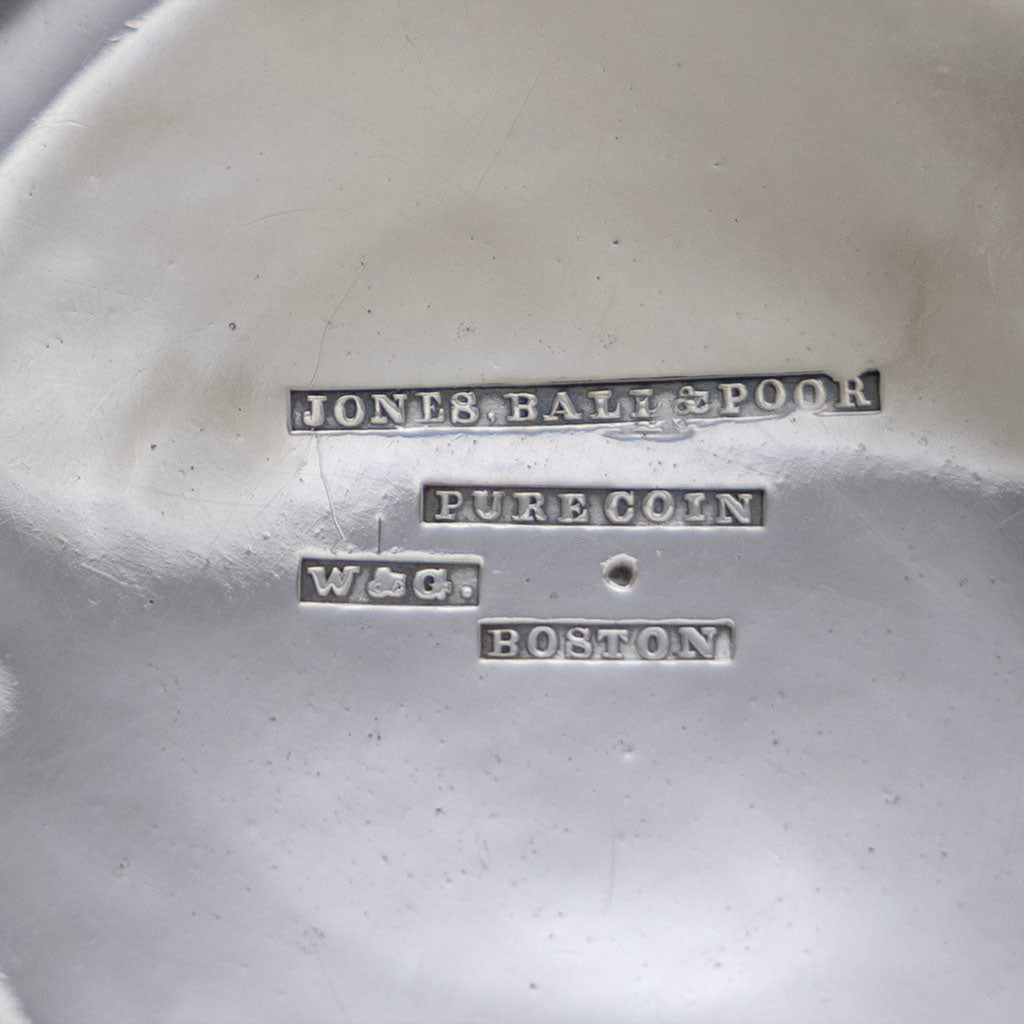 JONES, BALL & POOR
PURE COIN
W & G.
BOSTON